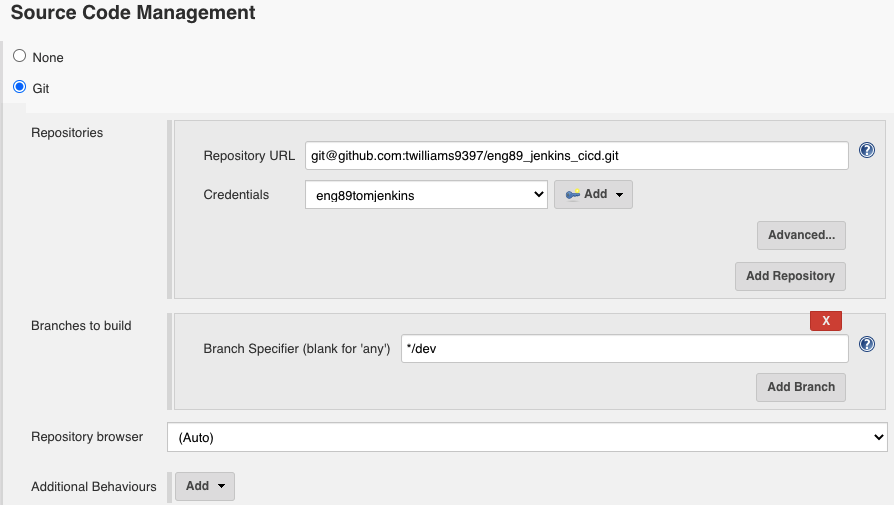 Source Code Management
None
Git
Repositories
Repository URL git@github.com:twilliams9397/eng89_jenkins_cicd.git ?
Credentials eng89tomjenkins Add
Advanced...
Add Repository
Branches to build
X
Branch Specifier (blank for 'any') */dev ?
Add Branch
Repository browser (Auto)
Additional Behaviours Add